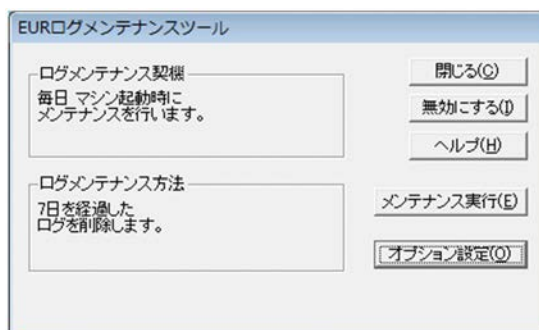 EURログメンテナンスツール
ログメンテナンス契機
毎日 マシン起動時に
メンテナンスを行います。
閉じる(C)
無効にする(I)
ヘルプ(H)
ログメンテナンス方法
7日を経過した
ログを削除します。
メンテナンス実行(E)
オプション設定(O)